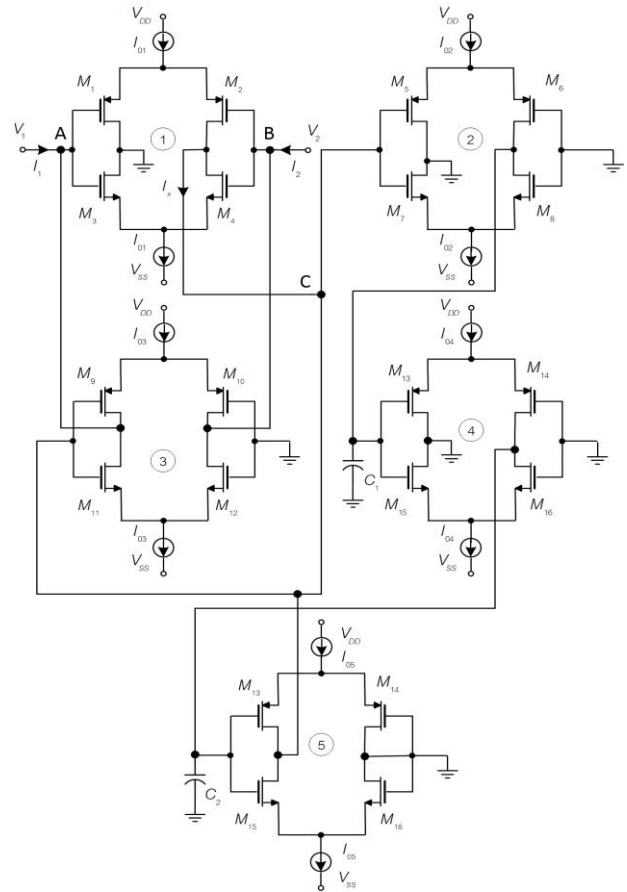 V_DD V_DD
I_01 I_02
M_1 M_2 M_5 M_6
V_1 A 1 B V_2 2
I_1 I_x I_2
M_3 M_4 M_7 M_8
I_01 I_02
V_SS C V_SS
V_DD V_DD
I_03 I_04
M_9 M_10 M_13 M_14
3 4
C_1
M_11 M_12 M_15 M_16
I_03 I_04
V_SS V_SS
V_DD
I_05
M_13 M_14
5
C_2
M_15 M_16
I_05
V_SS